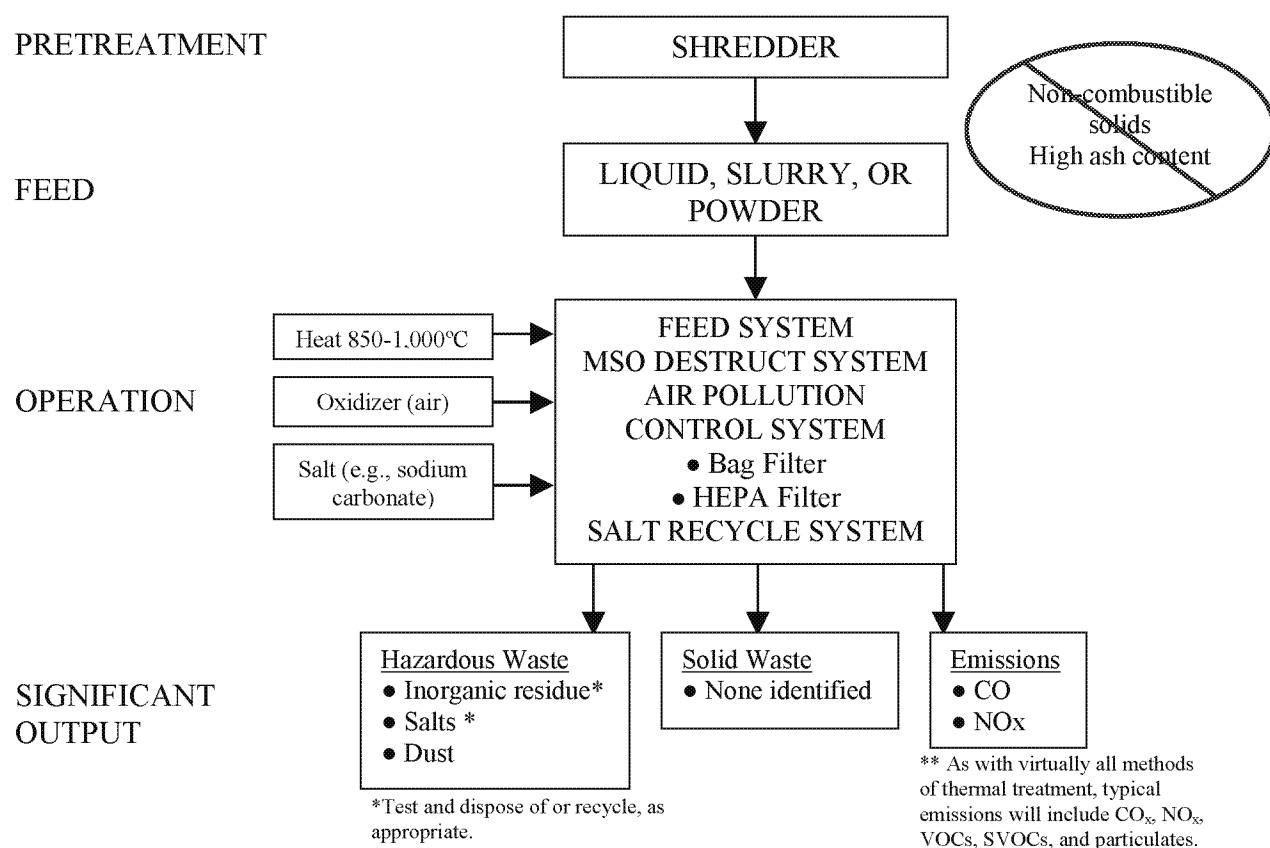 PRETREATMENT
SHREDDER
Non-combustible
solids
High ash content
FEED
LIQUID, SLURRY, OR
POWDER
Heat 850-1,000ºC
Oxidizer (air)
Salt (e.g., sodium
carbonate)
OPERATION
FEED SYSTEM
MSO DESTRUCT SYSTEM
AIR POLLUTION
CONTROL SYSTEM
● Bag Filter
● HEPA Filter
SALT RECYCLE SYSTEM
SIGNIFICANT
OUTPUT
Hazardous Waste
● Inorganic residue*
● Salts *
● Dust
*Test and dispose of or recycle, as
appropriate.
Solid Waste
● None identified
Emissions
● CO
● NOx
** As with virtually all methods
of thermal treatment, typical
emissions will include COₓ, NOₓ,
VOCs, SVOCs, and particulates.